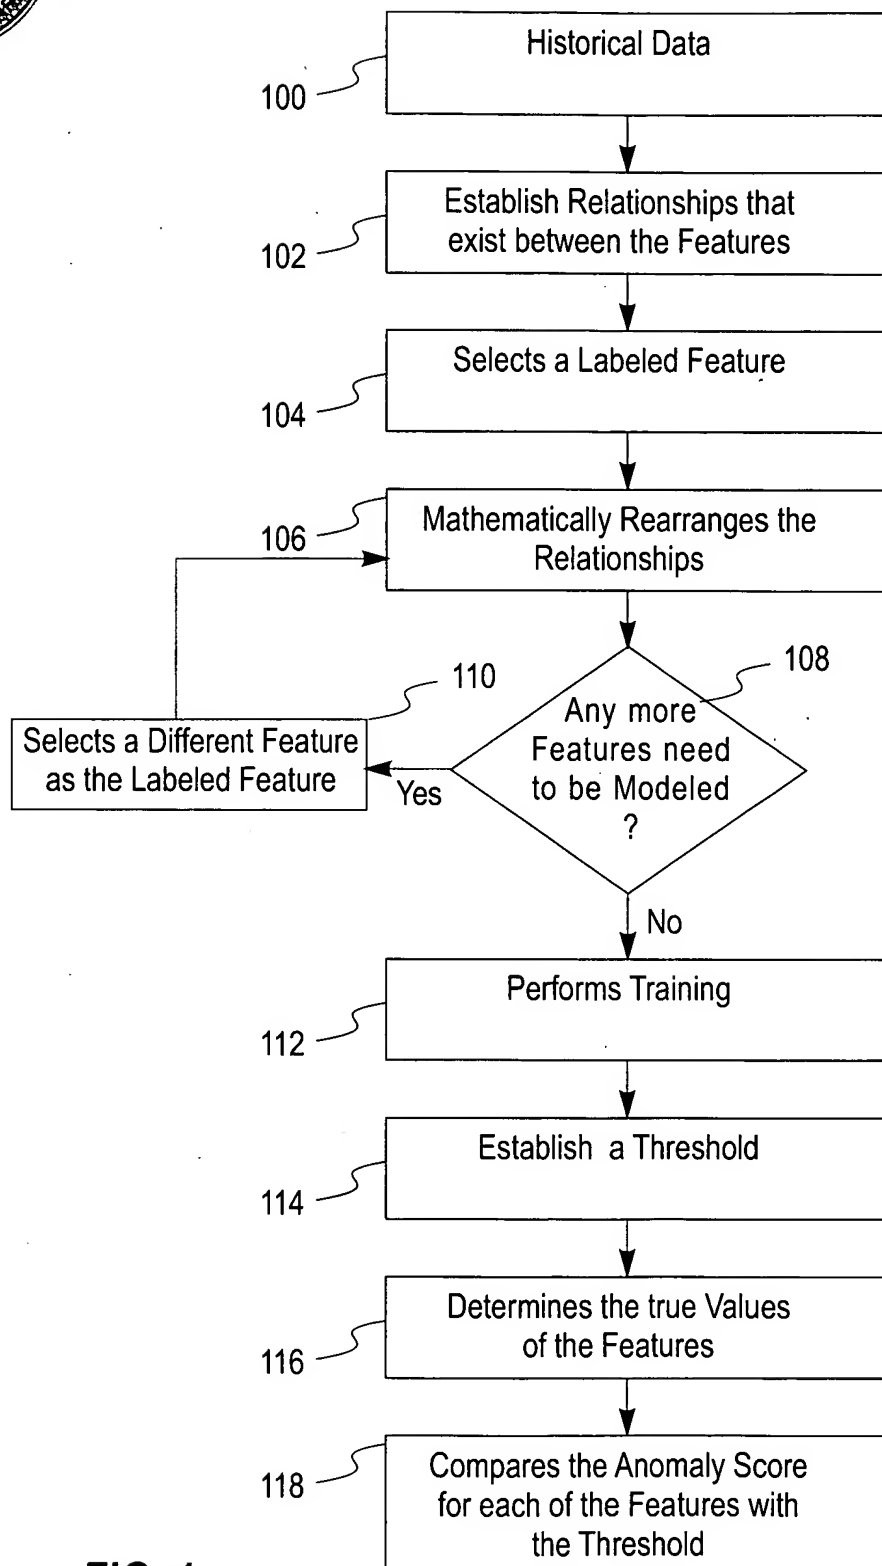 Historical Data
100
Establish Relationships that
exist between the Features
102
Selects a Labeled Feature
104
Mathematically Rearranges the
Relationships
106
108
Any more
Features need
to be Modeled
?
110
Selects a Different Feature
as the Labeled Feature
Yes
No
Performs Training
112
Establish a Threshold
114
Determines the true Values
of the Features
116
Compares the Anomaly Score
for each of the Features with
the Threshold
118